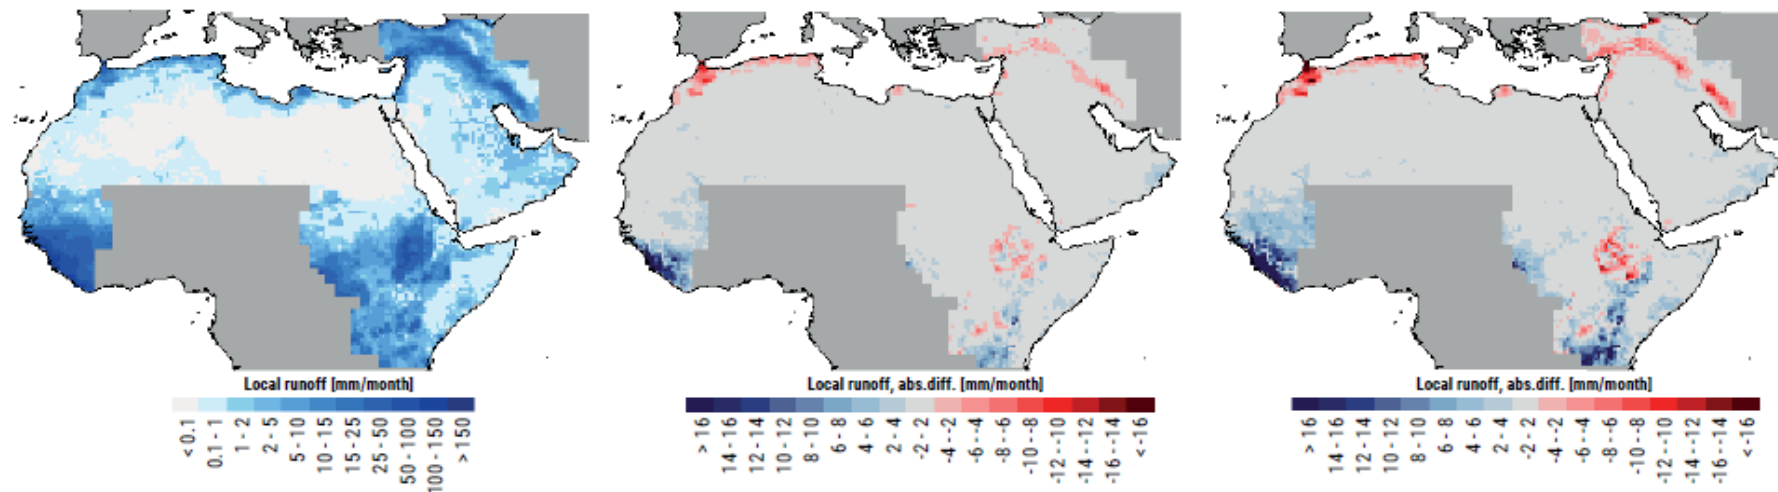 Local runoff [mm/month]
< 0.1
0.1 - 1
1 - 2
2 - 5
5 - 10
10 - 15
15 - 25
25 - 50
50 - 100
100 - 150
> 150
Local runoff, abs.diff. [mm/month]
> 16
14 - 16
12 - 14
10 - 12
8 - 10
6 - 8
4 - 6
2 - 4
-2 - 2
-4 - -2
-6 - -4
-8 - -6
-10 - -8
-12 - -10
-14 - -12
-16 - -14
< -16
Local runoff, abs.diff. [mm/month]
> 16
14 - 16
12 - 14
10 - 12
8 - 10
6 - 8
4 - 6
2 - 4
-2 - 2
-4 - -2
-6 - -4
-8 - -6
-10 - -8
-12 - -10
-14 - -12
-16 - -14
< -16